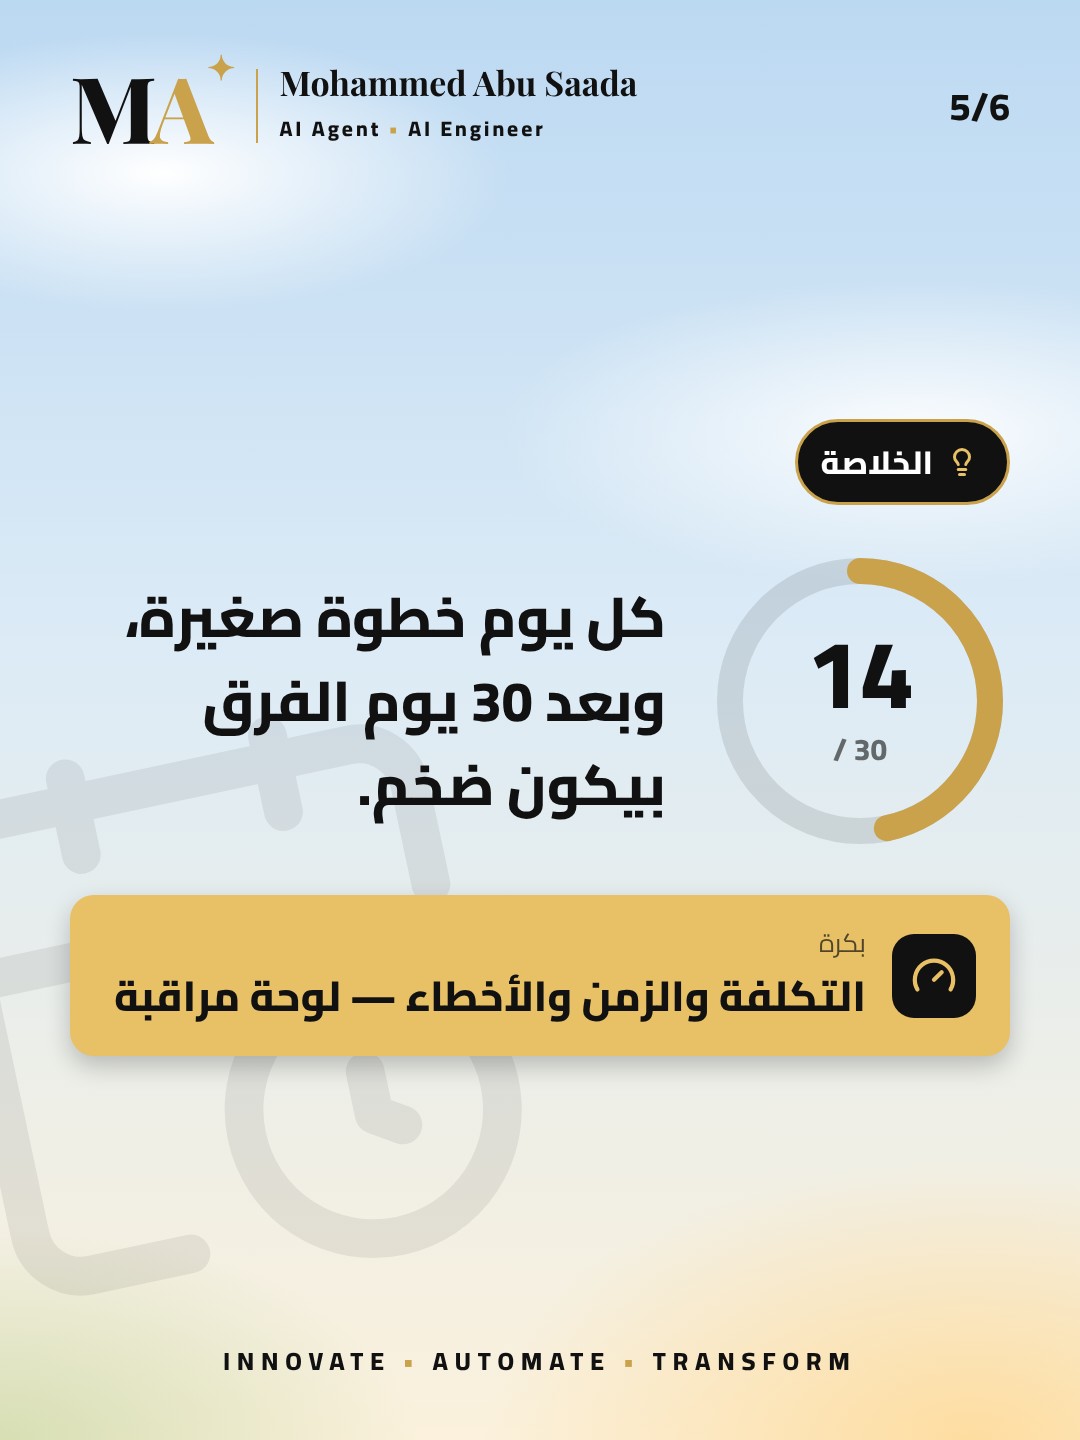 MA
Mohammed Abu Saada
AI Agent ▪ AI Engineer
5/6
الخلاصة
14
/ 30
كل يوم خطوة صغيرة،
وبعد 30 يوم الفرق
بيكون ضخم.
بكرة
التكلفة والزمن والأخطاء — لوحة مراقبة
INNOVATE ▪ AUTOMATE ▪ TRANSFORM